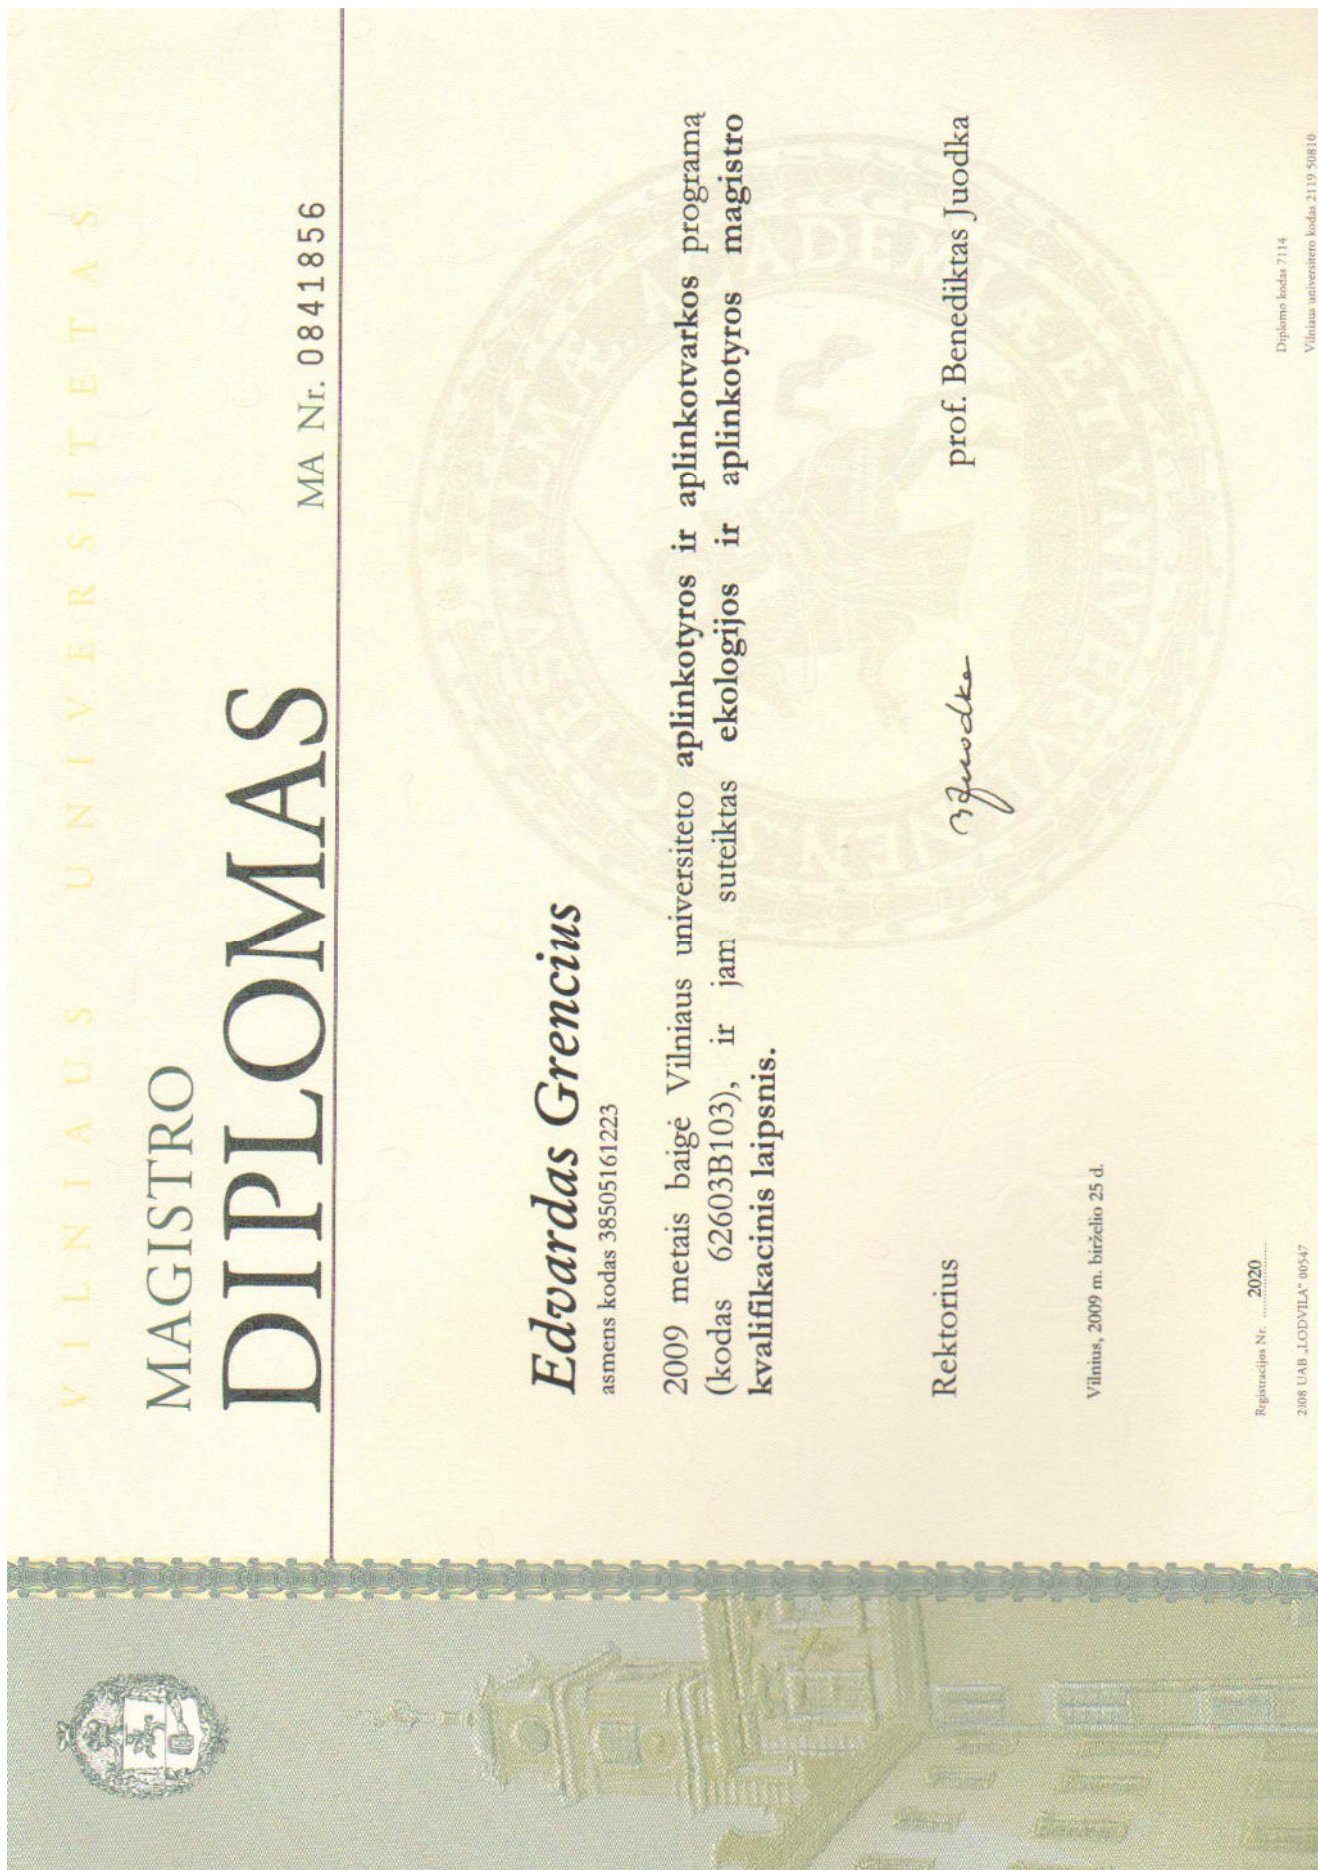 VILNIAUS UNIVERSITETAS
MAGISTRO
DIPLOMAS
MA Nr. 0841856
Edvardas Grencius
asmens kodas 38505161223
2009 metais baigė Vilniaus universiteto aplinkotyros ir aplinkotvarkos programą
(kodas 62603B103), ir jam suteiktas ekologijos ir aplinkotyros magistro
kvalifikacinis laipsnis.
Rektorius
prof. Benediktas Juodka
Vilnius, 2009 m. birželio 25 d.
Registracijos Nr. ..... 2020 .....
Diplomo kodas 7114
2008 UAB „LODVILA“ 00547
Vilniaus universiteto kodas 2119 50810